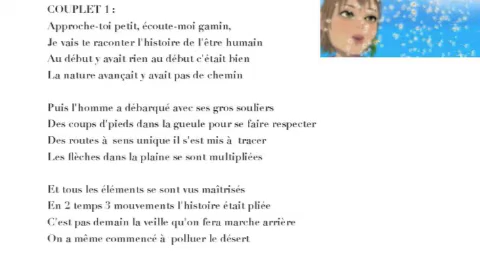 COUPLET 1 :
Approche-toi petit, écoute-moi gamin,
Je vais te raconter l'histoire de l'être humain
Au début y avait rien au début c'était bien
La nature avançait y avait pas de chemin
Puis l'homme a débarqué avec ses gros souliers
Des coups d'pieds dans la gueule pour se faire respecter
Des routes à sens unique il s'est mis à tracer
Les flèches dans la plaine se sont multipliées
Et tous les éléments se sont vus maîtrisés
En 2 temps 3 mouvements l'histoire était pliée
C'est pas demain la veille qu'on fera marche arrière
On a même commencé à polluer le désert